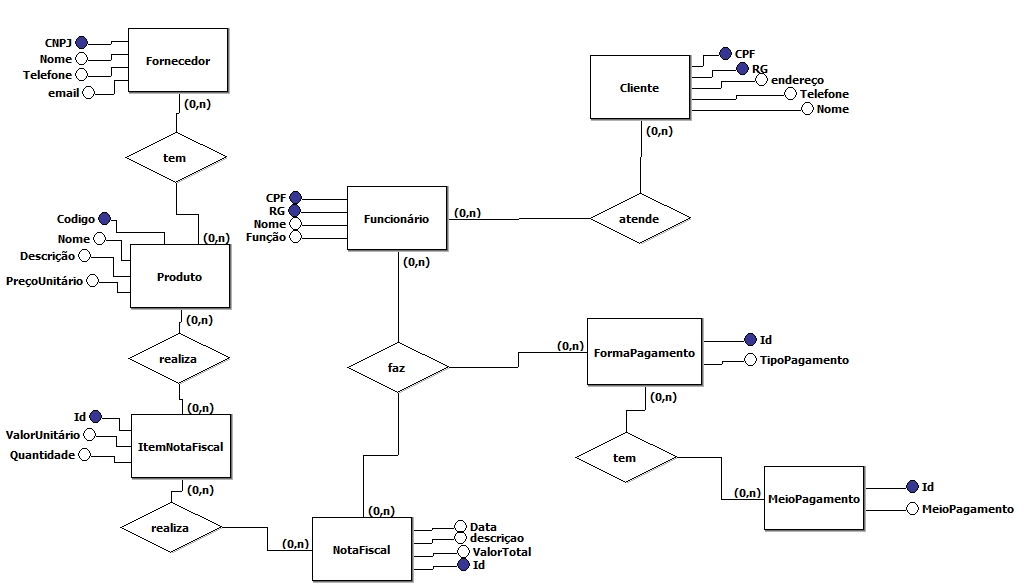 CNPJ
Nome
Telefone
email
Fornecedor
(0,n)
tem
Codigo
Nome
Descrição
PreçoUnitário
(0,n)
Produto
(0,n)
realiza
(0,n)
Id
ValorUnitário
Quantidade
ItemNotaFiscal
(0,n)
realiza
(0,n)
Cliente
CPF
RG
endereço
Telefone
Nome
(0,n)
atende
CPF
RG
Nome
Função
Funcionário
(0,n)
(0,n)
faz
(0,n)
FormaPagamento
Id
TipoPagamento
(0,n)
tem
(0,n)
MeioPagamento
Id
MeioPagamento
(0,n)
NotaFiscal
Data
descriçao
ValorTotal
Id